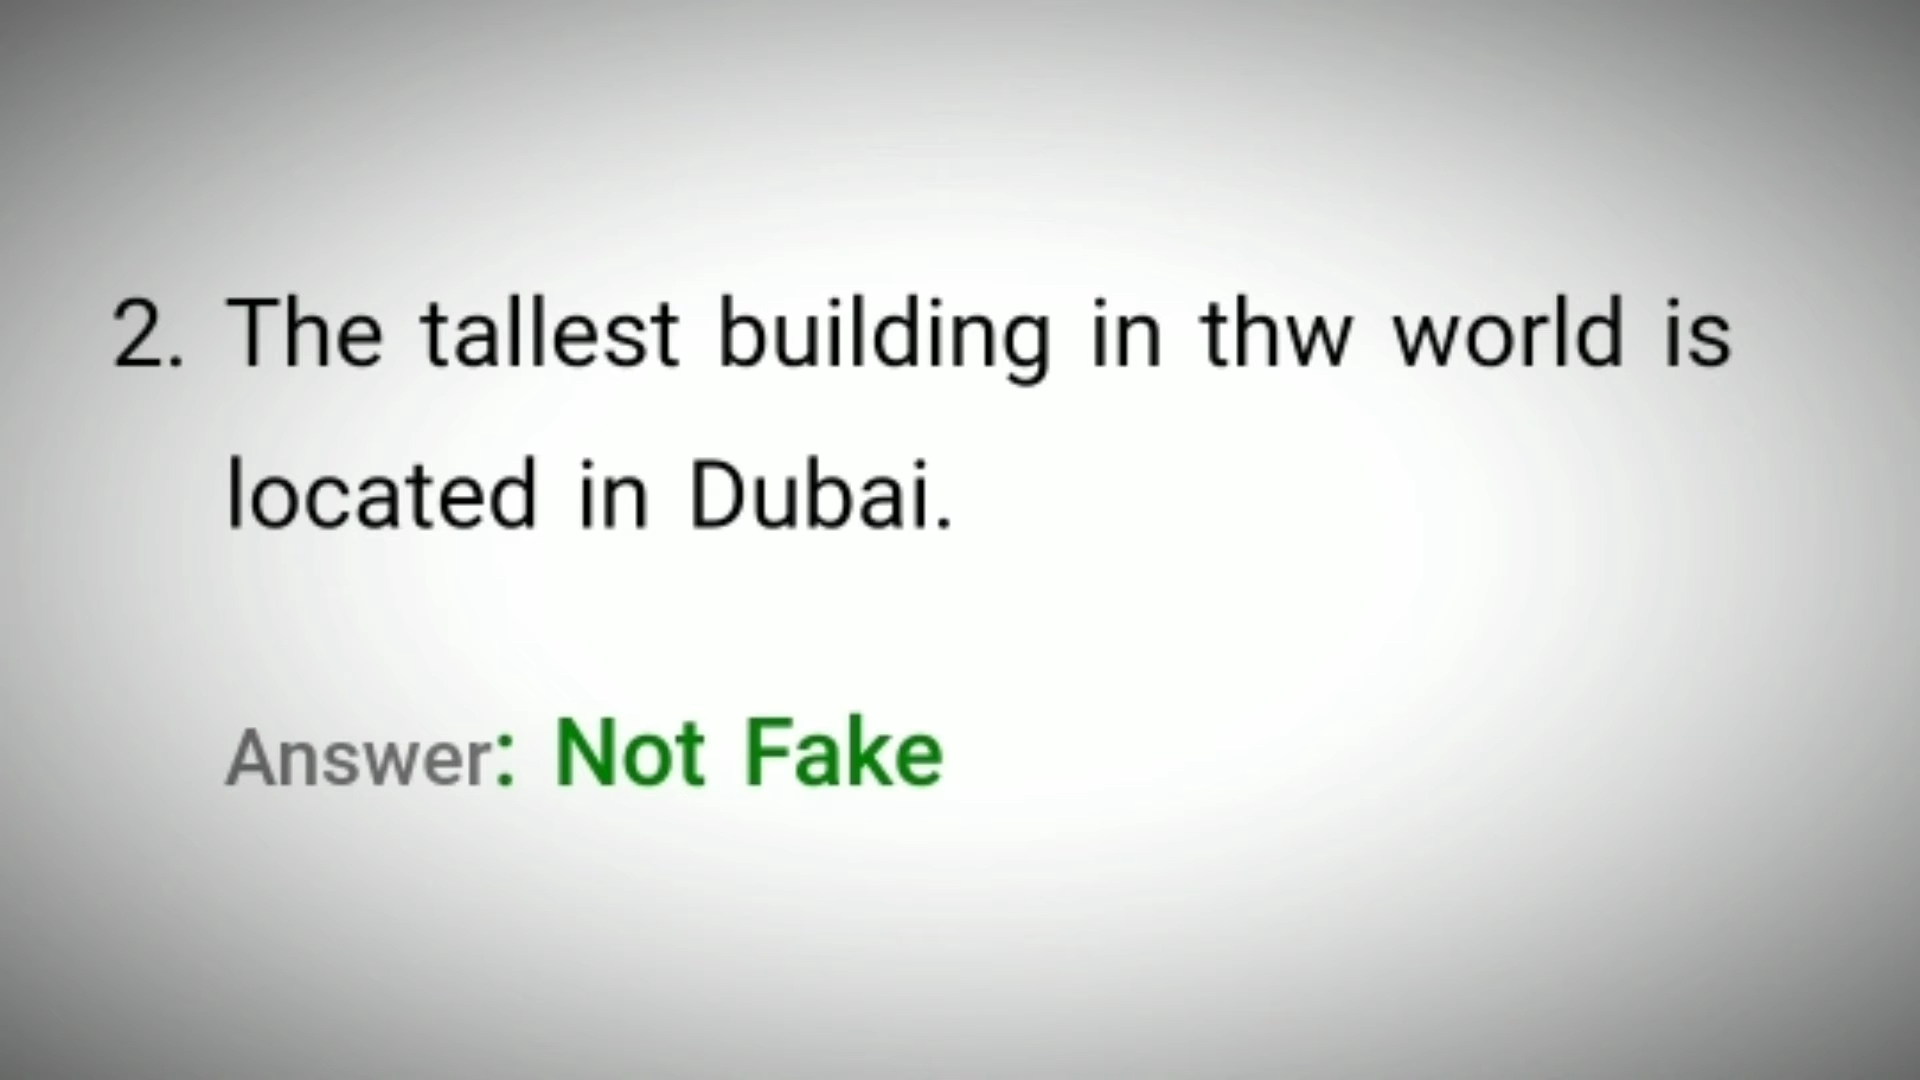 2. The tallest building in thw world is
located in Dubai.
Answer: Not Fake